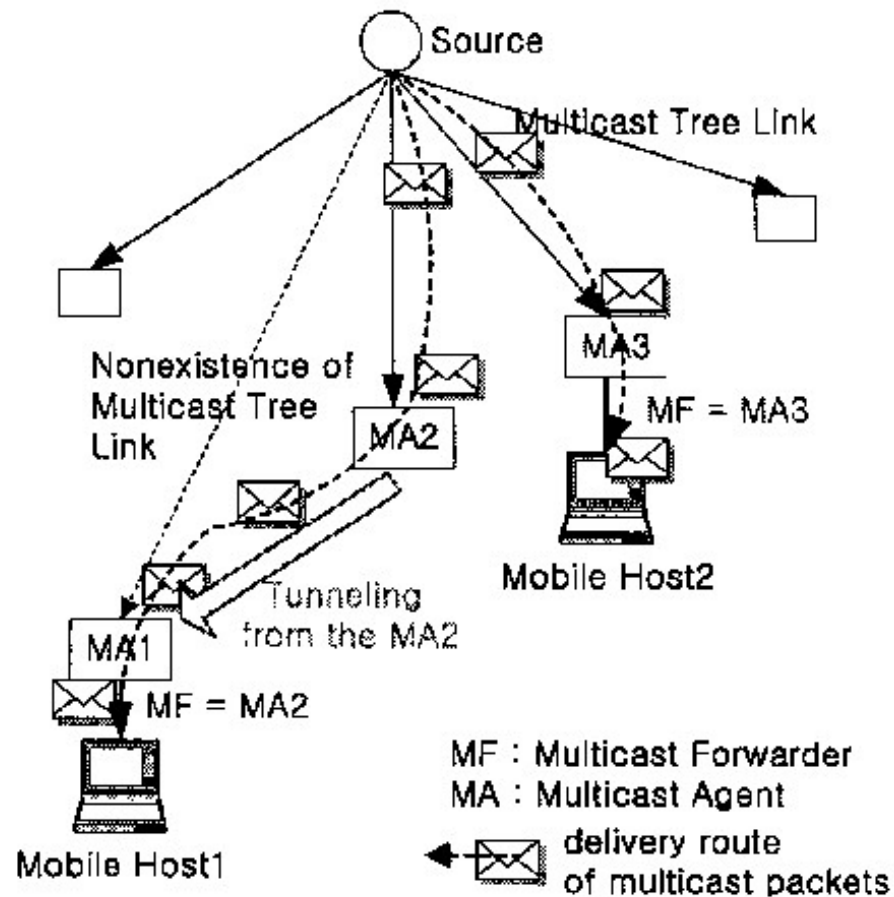 Source
Multicast Tree Link
Nonexistence of
Multicast Tree
Link
MA2
MA3
MF = MA3
Mobile Host2
Tunneling
from the MA2
MA1
MF = MA2
Mobile Host1
MF : Multicast Forwarder
MA : Multicast Agent
delivery route
of multicast packets